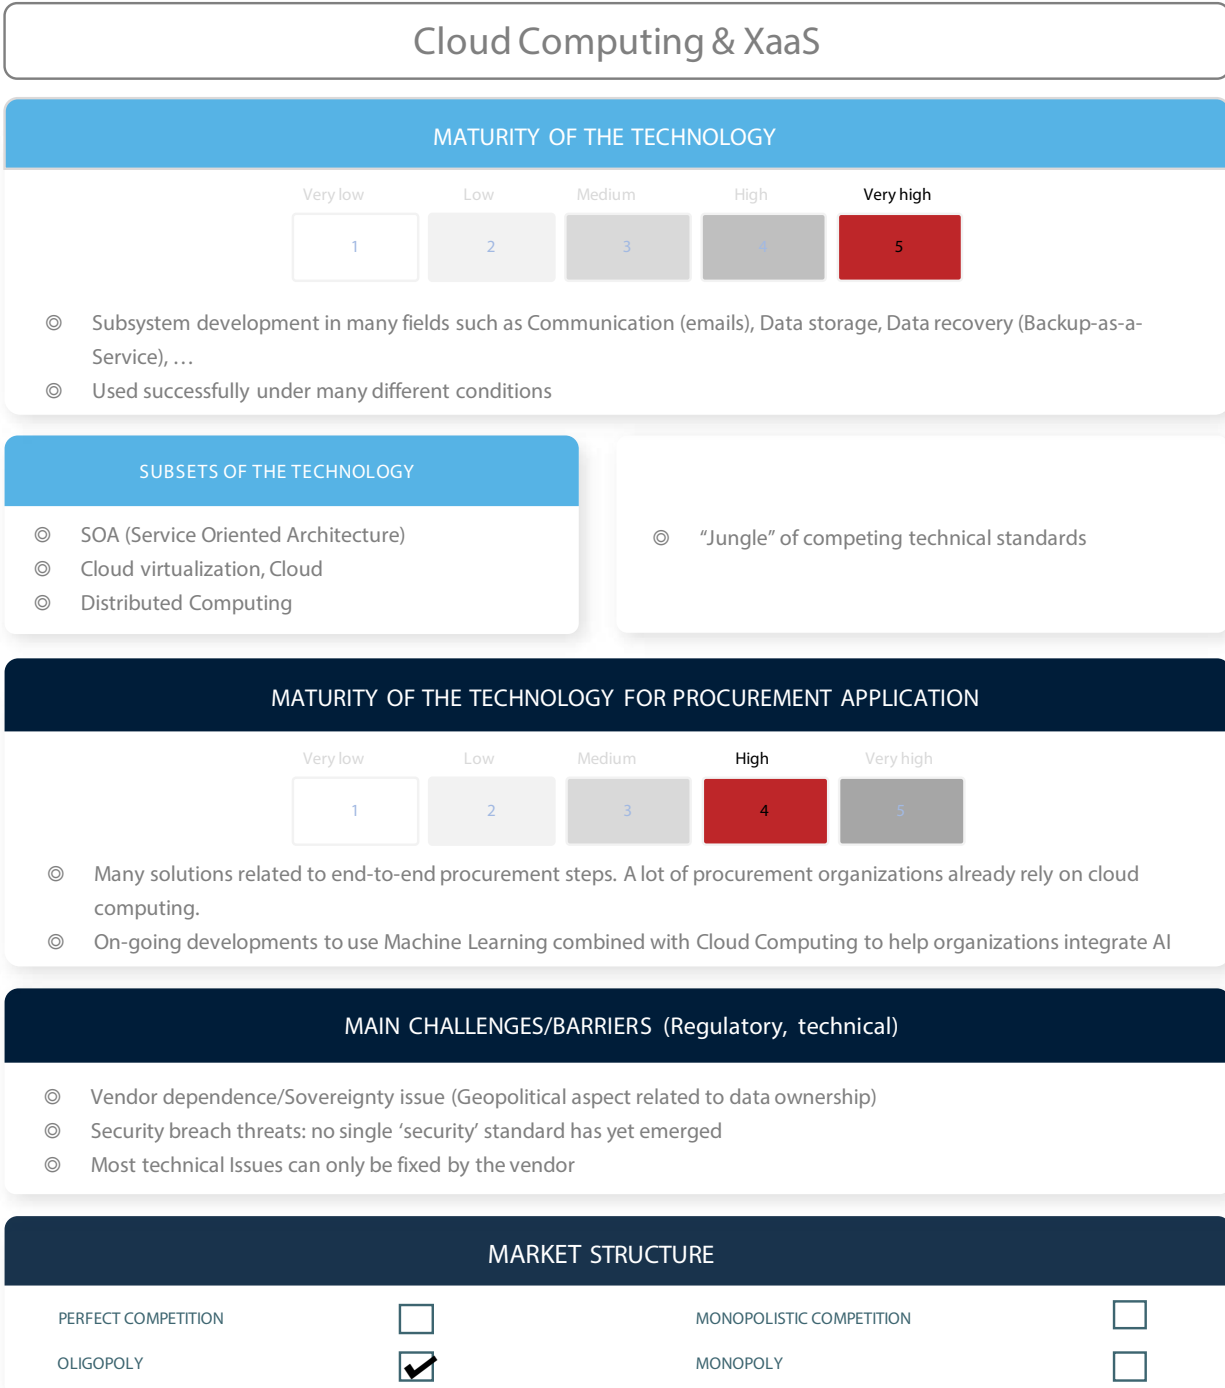 Cloud Computing & XaaS
MATURITY OF THE TECHNOLOGY
Very low Low Medium High Very high
1 2 3 4 5
Subsystem development in many fields such as Communication (emails), Data storage, Data recovery (Backup-as-a-
Service), …
Used successfully under many different conditions
SUBSETS OF THE TECHNOLOGY
SOA (Service Oriented Architecture)
Cloud virtualization, Cloud
Distributed Computing
“Jungle” of competing technical standards
MATURITY OF THE TECHNOLOGY FOR PROCUREMENT APPLICATION
Very low Low Medium High Very high
1 2 3 4 5
Many solutions related to end-to-end procurement steps. A lot of procurement organizations already rely on cloud
computing.
On-going developments to use Machine Learning combined with Cloud Computing to help organizations integrate AI
MAIN CHALLENGES/BARRIERS (Regulatory, technical)
Vendor dependence/Sovereignty issue (Geopolitical aspect related to data ownership)
Security breach threats: no single ‘security’ standard has yet emerged
Most technical Issues can only be fixed by the vendor
MARKET STRUCTURE
PERFECT COMPETITION MONOPOLISTIC COMPETITION
OLIGOPOLY MONOPOLY